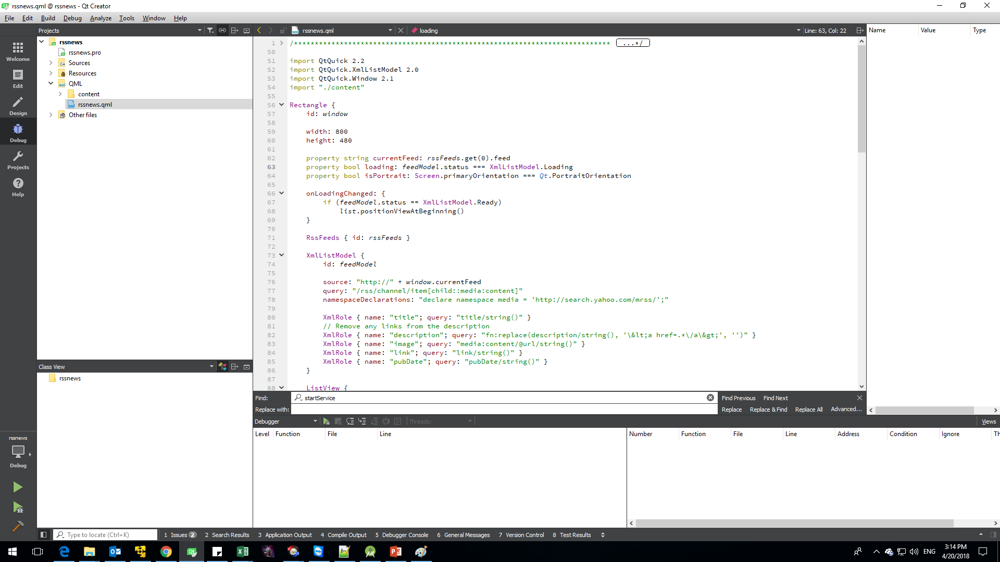 rssnews.qml @ rssnews - Qt Creator
File Edit Build Debug Analyze Tools Window Help
Projects
rssnews.qml
loading
Line: 63, Col: 22
Name Value Type
Welcome
Edit
Design
Debug
Projects
Help
rssnews
rssnews.pro
Sources
Resources
QML
content
rssnews.qml
Other files
1 /**************************************************************************** ...*/
50
51 import QtQuick 2.2
52 import QtQuick.XmlListModel 2.0
53 import QtQuick.Window 2.1
54 import "./content"
55
56 Rectangle {
57 id: window
58
59 width: 800
60 height: 480
61
62 property string currentFeed: rssFeeds.get(0).feed
63 property bool loading: feedModel.status === XmlListModel.Loading
64 property bool isPortrait: Screen.primaryOrientation === Qt.PortraitOrientation
65
66 onLoadingChanged: {
67 if (feedModel.status == XmlListModel.Ready)
68 list.positionViewAtBeginning()
69 }
70
71 RssFeeds { id: rssFeeds }
72
73 XmlListModel {
74 id: feedModel
75
76 source: "http://" + window.currentFeed
77 query: "/rss/channel/item[child::media:content]"
78 namespaceDeclarations: "declare namespace media = 'http://search.yahoo.com/mrss/';"
79
80 XmlRole { name: "title"; query: "title/string()" }
81 // Remove any links from the description
82 XmlRole { name: "description"; query: "fn:replace(description/string(), '\&lt;a href=.*\/a\&gt;', '')" }
83 XmlRole { name: "image"; query: "media:content/@url/string()" }
84 XmlRole { name: "link"; query: "link/string()" }
85 XmlRole { name: "pubDate"; query: "pubDate/string()" }
86 }
87
88 ListView {
Class View
rssnews
Find: startService Find Previous Find Next
Replace with: Replace Replace & Find Replace All Advanced...
Debugger Threads: Views
Level Function File Line
Number Function File Line Address Condition Ignore Th
rssnews
Debug
Type to locate (Ctrl+K)
1 Issues 2 2 Search Results 3 Application Output 4 Compile Output 5 Debugger Console 6 General Messages 7 Version Control 8 Test Results
ENG
3:14 PM
4/20/2018